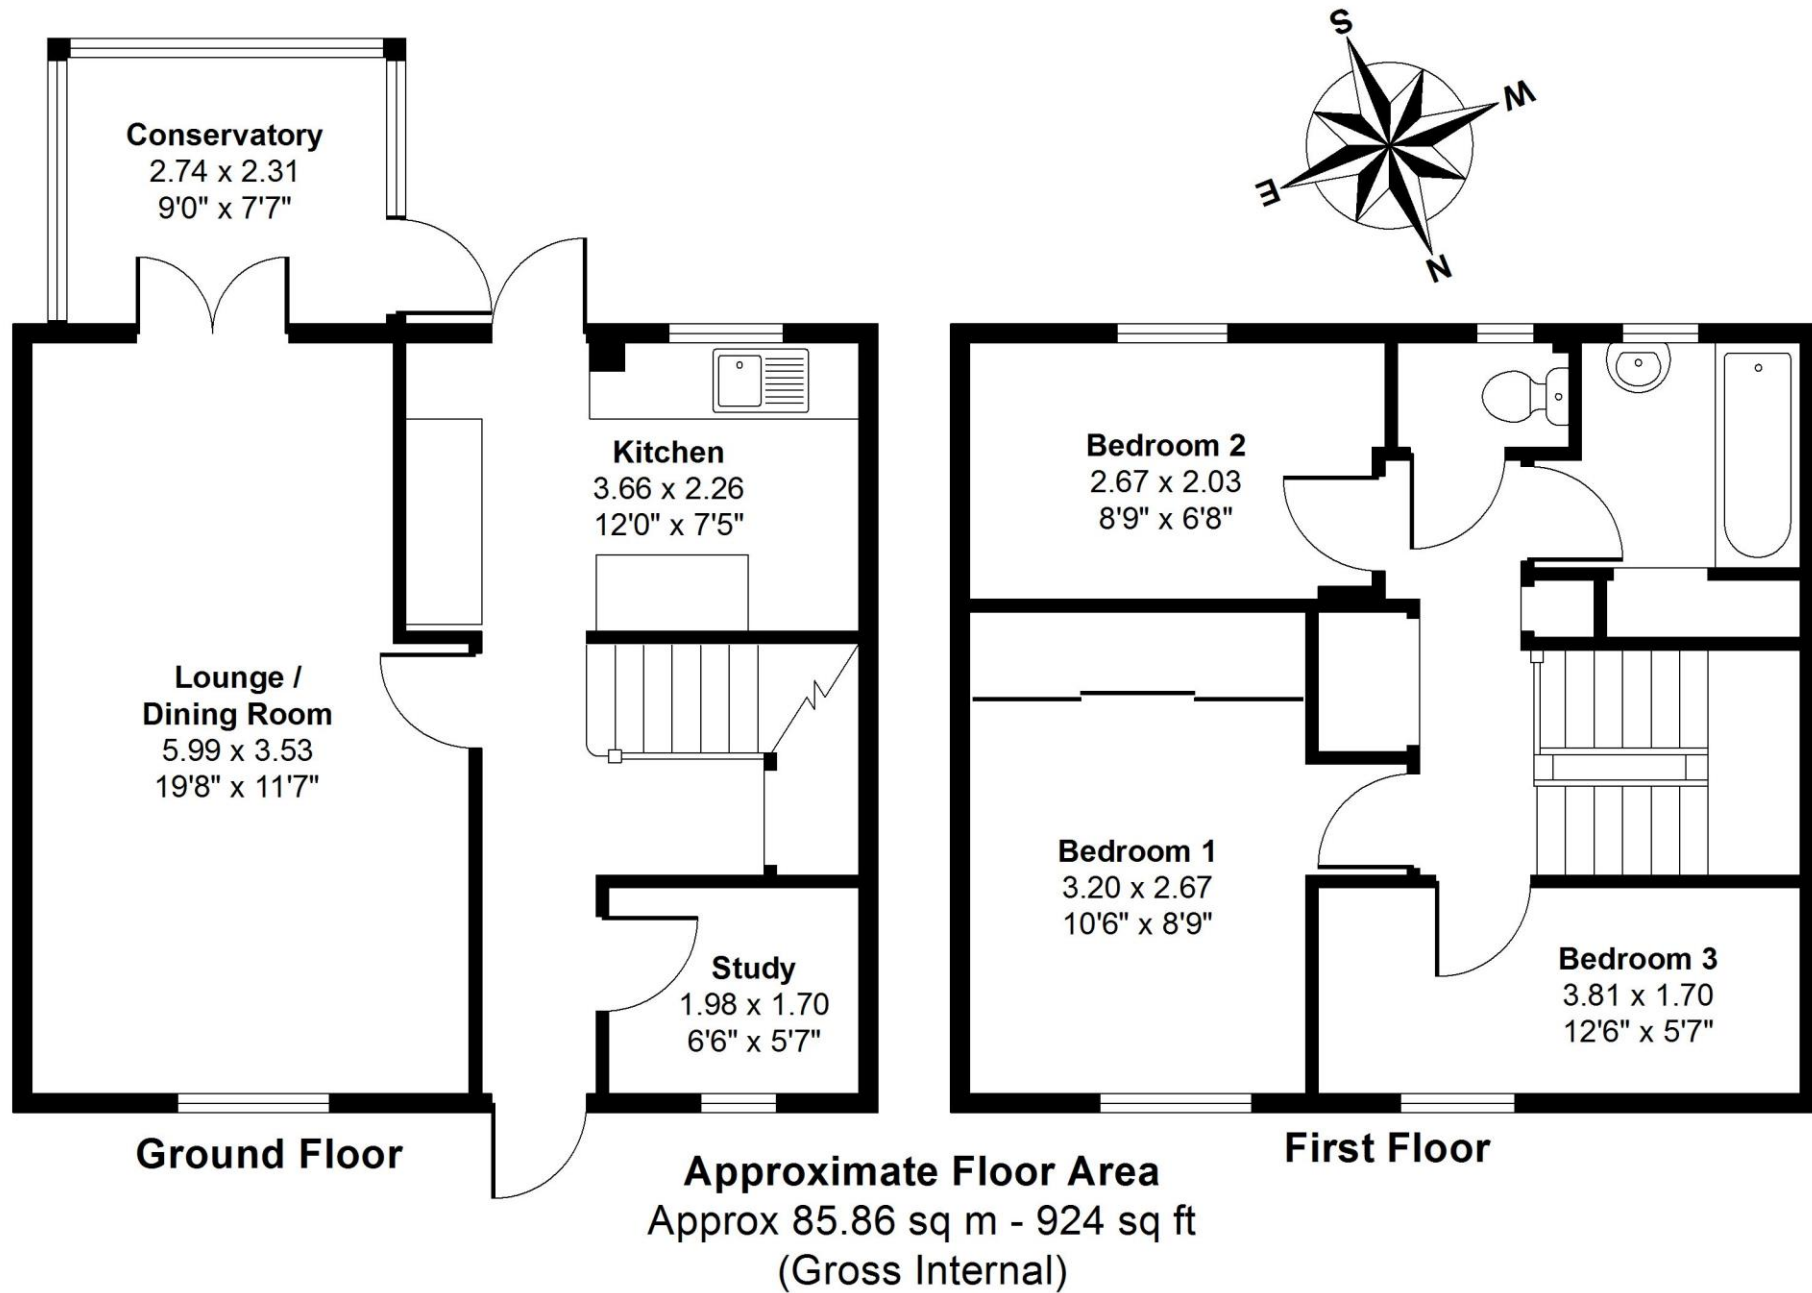 S
W
E
N
Conservatory
2.74 x 2.31
9'0" x 7'7"
Kitchen
3.66 x 2.26
12'0" x 7'5"
Lounge /
Dining Room
5.99 x 3.53
19'8" x 11'7"
Study
1.98 x 1.70
6'6" x 5'7"
Ground Floor
Bedroom 2
2.67 x 2.03
8'9" x 6'8"
Bedroom 1
3.20 x 2.67
10'6" x 8'9"
Bedroom 3
3.81 x 1.70
12'6" x 5'7"
First Floor
Approximate Floor Area
Approx 85.86 sq m - 924 sq ft
(Gross Internal)